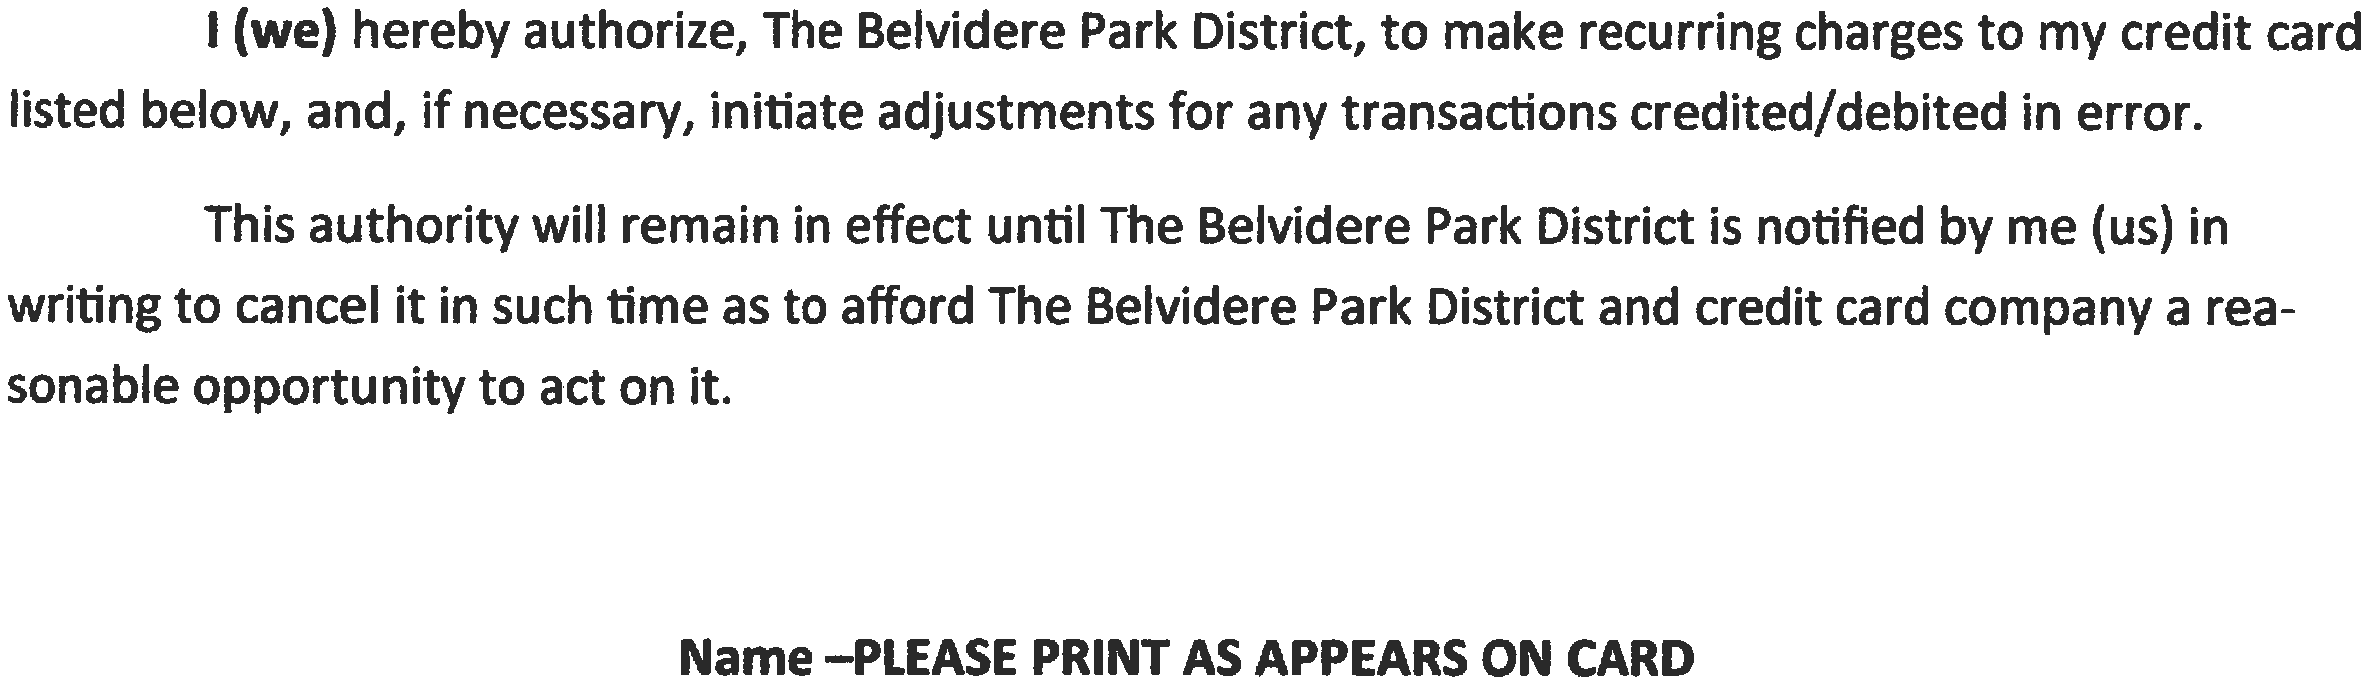 I (we) hereby authorize, The Belvidere Park District, to make recurring charges to my credit card
listed below, and, if necessary, initiate adjustments for any transactions credited/debited in error.
This authority will remain in effect until The Belvidere Park District is notified by me (us) in
writing to cancel it in such time as to afford The Belvidere Park District and credit card company a rea-
sonable opportunity to act on it.
Name –PLEASE PRINT AS APPEARS ON CARD